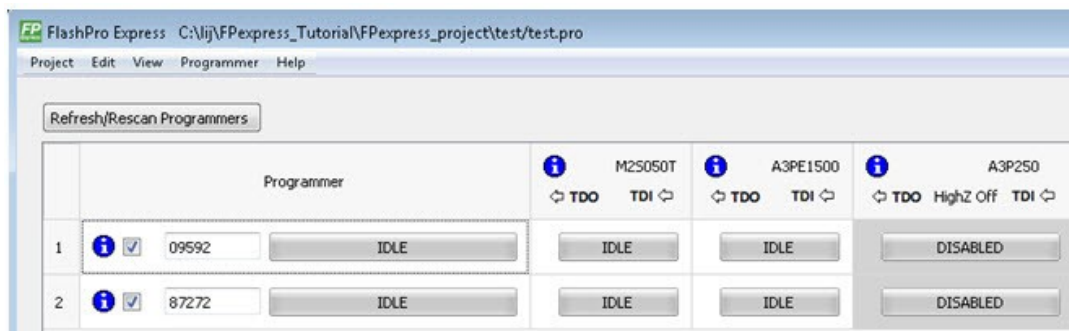 FP FlashPro Express C:\lij\FPexpress_Tutorial\FPexpress_project\test/test.pro
Project Edit View Programmer Help
Refresh/Rescan Programmers
Programmer
M2S050T
TDO TDI
A3PE1500
TDO TDI
A3P250
TDO HighZ Off TDI
1 09592 IDLE IDLE IDLE DISABLED
2 87272 IDLE IDLE IDLE DISABLED